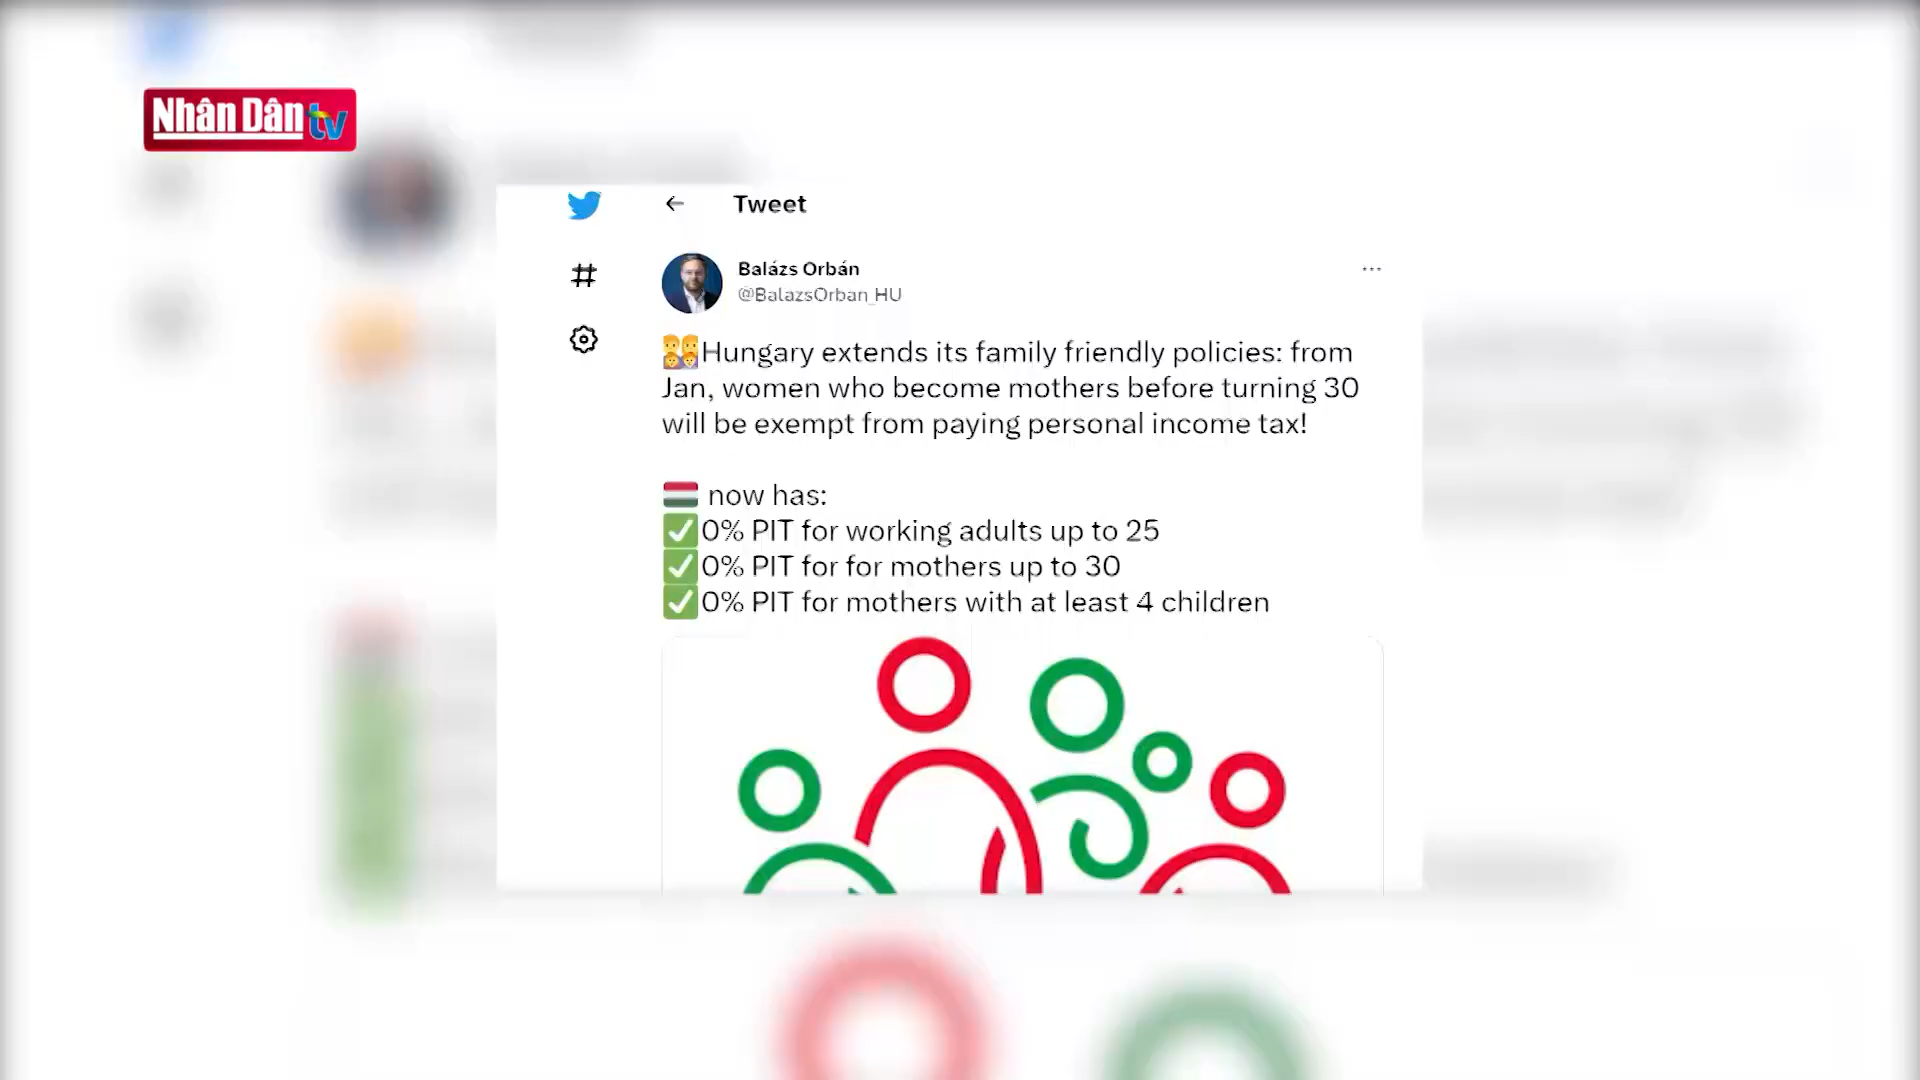 Nhân Dân tv
Tweet
Balázs Orbán
@BalazsOrban_HU
Hungary extends its family friendly policies: from
Jan, women who become mothers before turning 30
will be exempt from paying personal income tax!
now has:
0% PIT for working adults up to 25
0% PIT for for mothers up to 30
0% PIT for mothers with at least 4 children